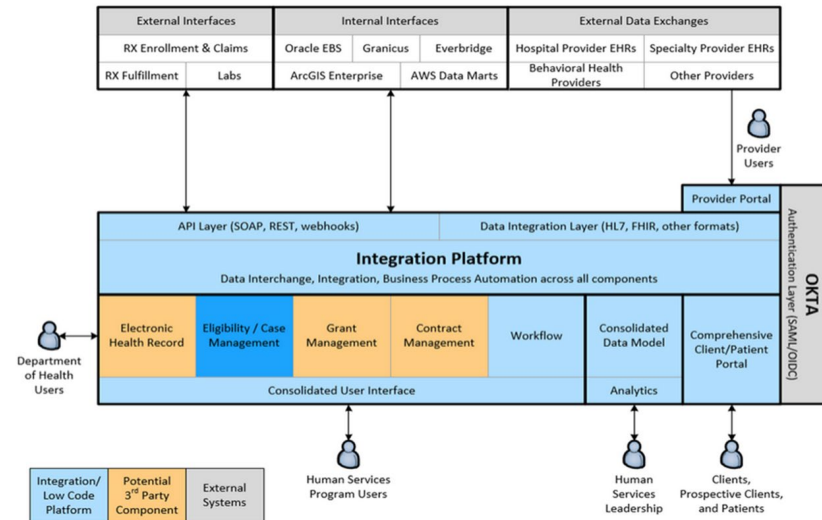 External Interfaces
Internal Interfaces
External Data Exchanges
RX Enrollment & Claims
Oracle EBS
Granicus
Everbridge
Hospital Provider EHRs
Specialty Provider EHRs
RX Fulfillment
Labs
ArcGIS Enterprise
AWS Data Marts
Behavioral Health
Providers
Other Providers
Provider
Users
Provider Portal
API Layer (SOAP, REST, webhooks)
Data Integration Layer (HL7, FHIR, other formats)
Integration Platform
Data Interchange, Integration, Business Process Automation across all components
OKTA
Authentication Layer (SAML/OIDC)
Electronic
Health Record
Eligibility / Case
Management
Grant
Management
Contract
Management
Workflow
Consolidated
Data Model
Comprehensive
Client/Patient
Portal
Department
of Health
Users
Consolidated User Interface
Analytics
Human Services
Program Users
Human
Services
Leadership
Clients,
Prospective Clients,
and Patients
Integration/
Low Code
Platform
Potential
3rd Party
Component
External
Systems